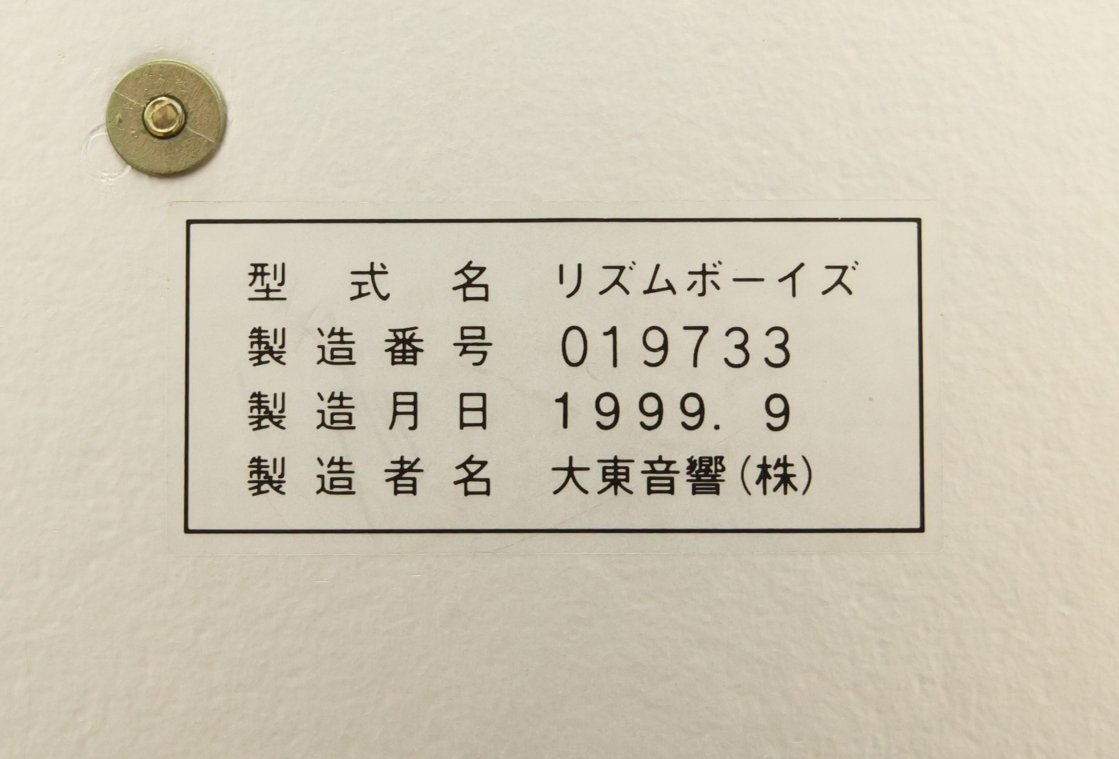 型式名 リズムボーイズ
製造番号 019733
製造月日 1999. 9
製造者名 大東音響(株)